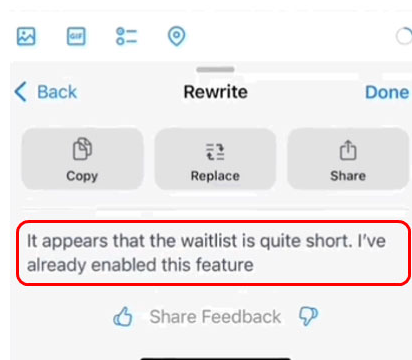 GIF
Back Rewrite Done
Copy Replace Share
It appears that the waitlist is quite short. I've
already enabled this feature
Share Feedback